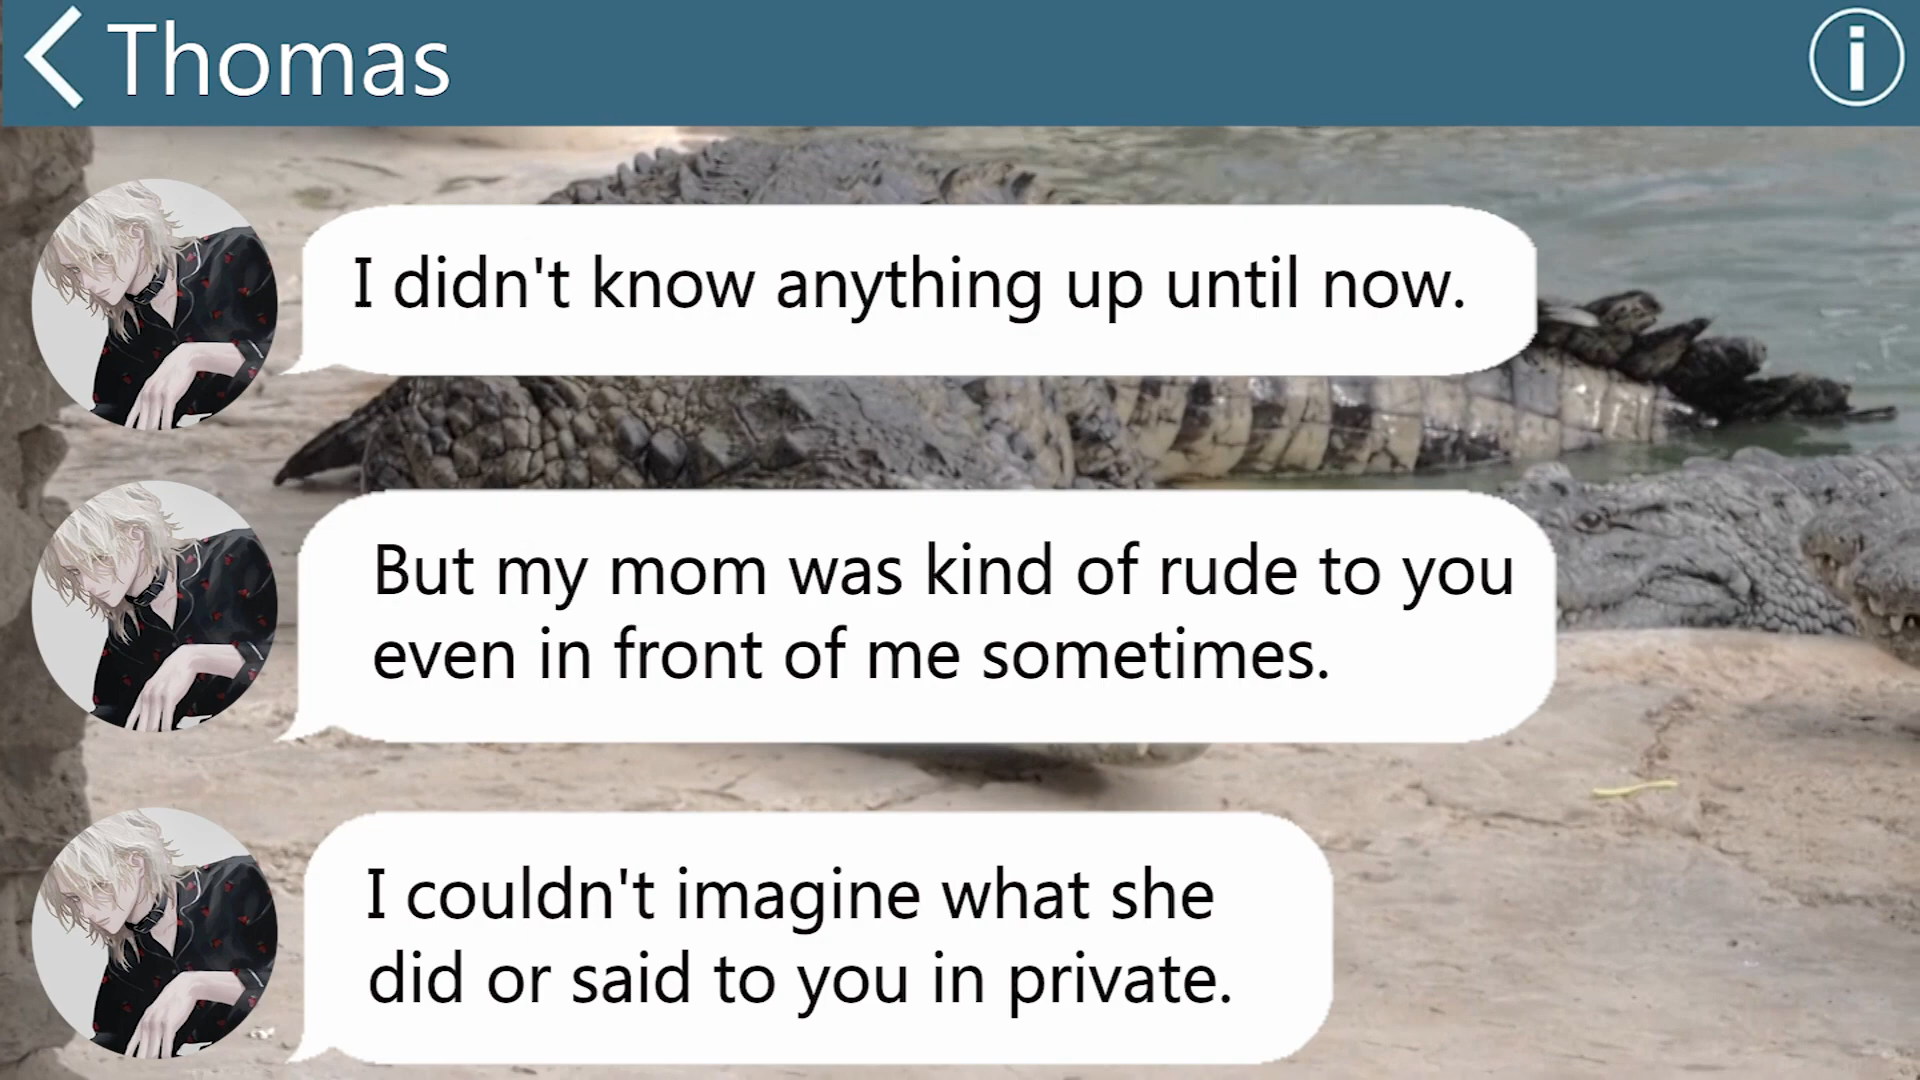 Thomas
I didn't know anything up until now.
But my mom was kind of rude to you
even in front of me sometimes.
I couldn't imagine what she
did or said to you in private.